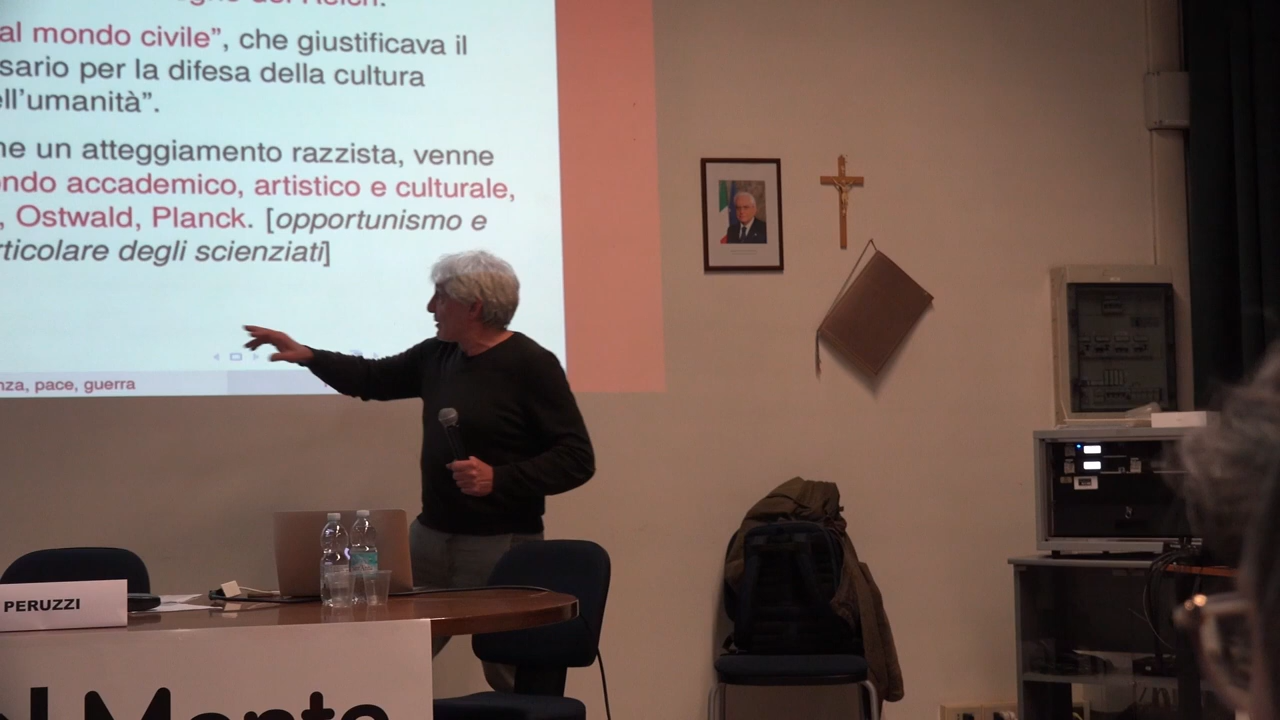 al mondo civile”, che giustificava il
sario per la difesa della cultura
ell’umanità”.
ne un atteggiamento razzista, venne
ondo accademico, artistico e culturale,
, Ostwald, Planck. [opportunismo e
rticolare degli scienziati]
nza, pace, guerra
PERUZZI